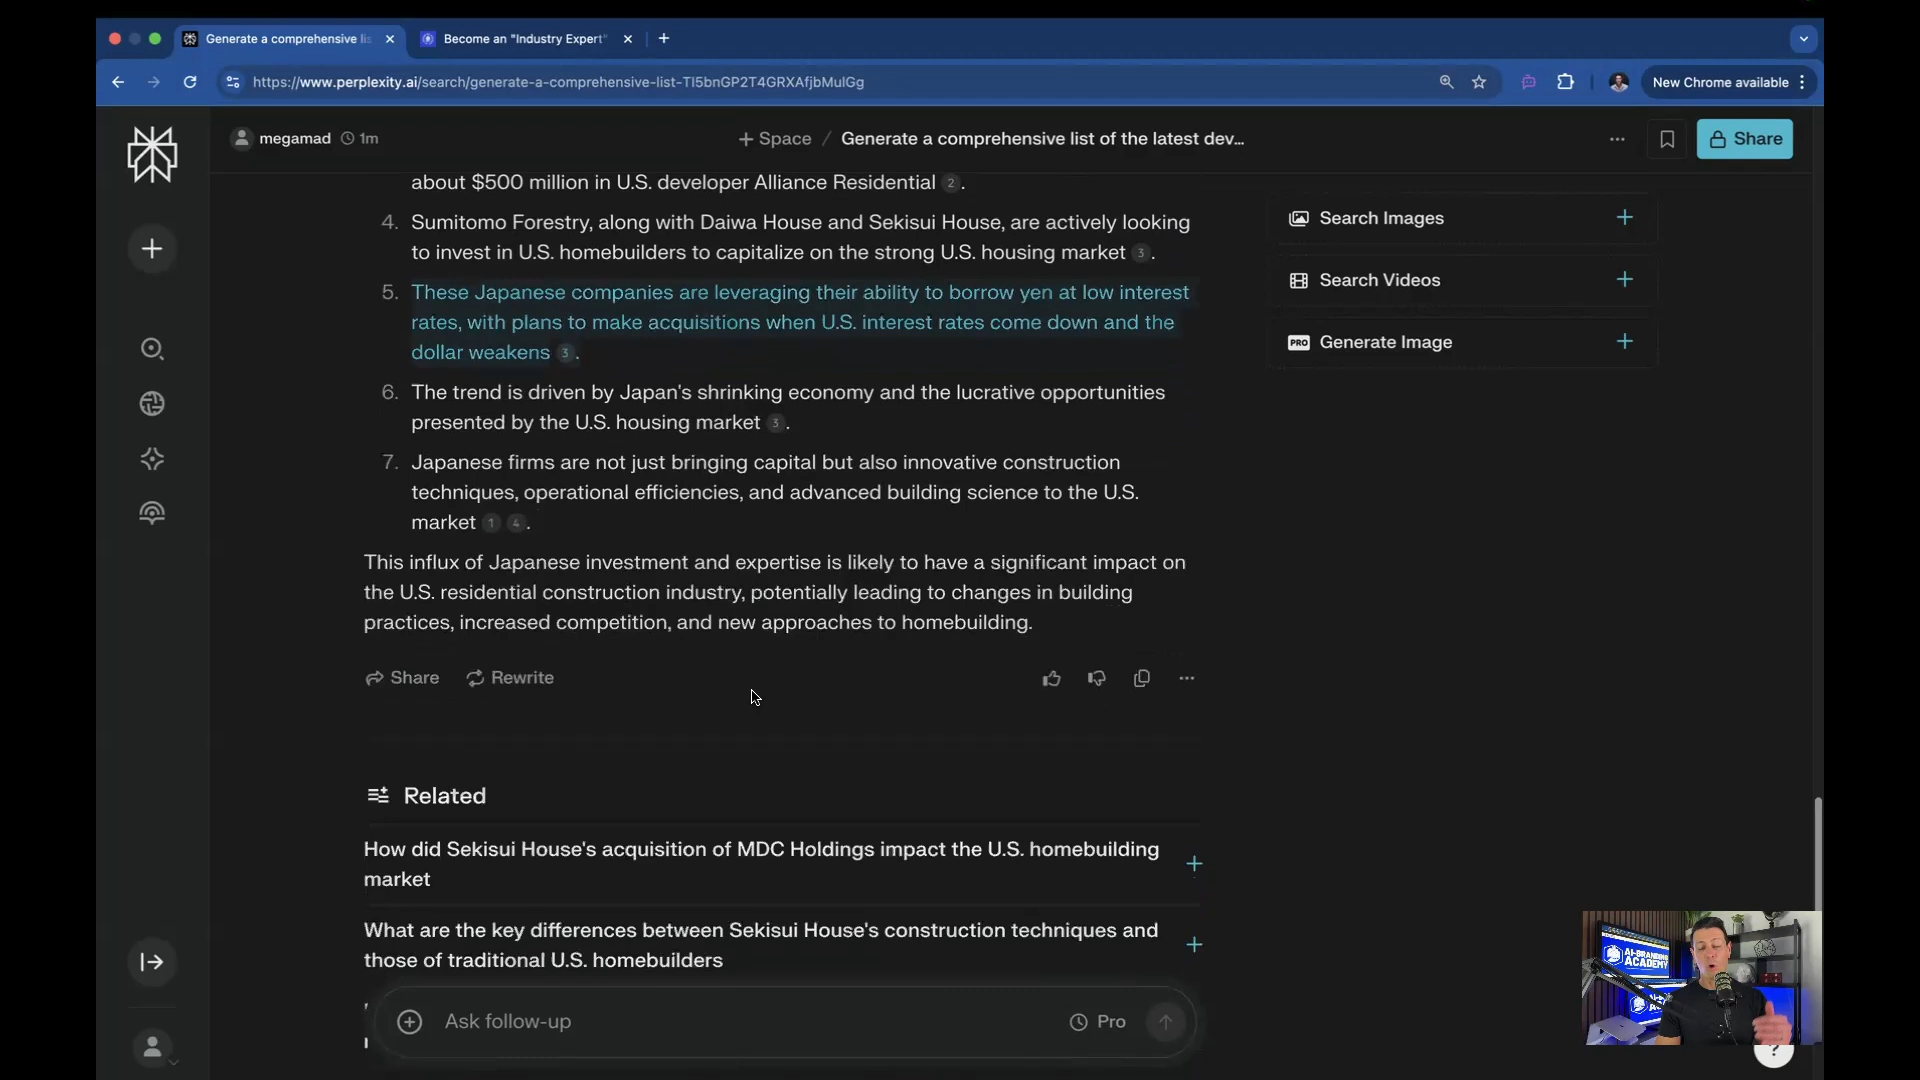 Generate a comprehensive lis
Become an "Industry Expert"
https://www.perplexity.ai/search/generate-a-comprehensive-list-TI5bnGP2T4GRXAfjbMulGg
New Chrome available
megamad 1m
+ Space / Generate a comprehensive list of the latest dev...
Share
about $500 million in U.S. developer Alliance Residential 2.
4. Sumitomo Forestry, along with Daiwa House and Sekisui House, are actively looking
to invest in U.S. homebuilders to capitalize on the strong U.S. housing market 3.
5. These Japanese companies are leveraging their ability to borrow yen at low interest
rates, with plans to make acquisitions when U.S. interest rates come down and the
dollar weakens 3.
6. The trend is driven by Japan's shrinking economy and the lucrative opportunities
presented by the U.S. housing market 3.
7. Japanese firms are not just bringing capital but also innovative construction
techniques, operational efficiencies, and advanced building science to the U.S.
market 1 4.
This influx of Japanese investment and expertise is likely to have a significant impact on
the U.S. residential construction industry, potentially leading to changes in building
practices, increased competition, and new approaches to homebuilding.
Share Rewrite
Search Images
Search Videos
PRO Generate Image
Related
How did Sekisui House's acquisition of MDC Holdings impact the U.S. homebuilding
market
What are the key differences between Sekisui House's construction techniques and
those of traditional U.S. homebuilders
Ask follow-up
Pro
AI-BRANDING
ACADEMY
?